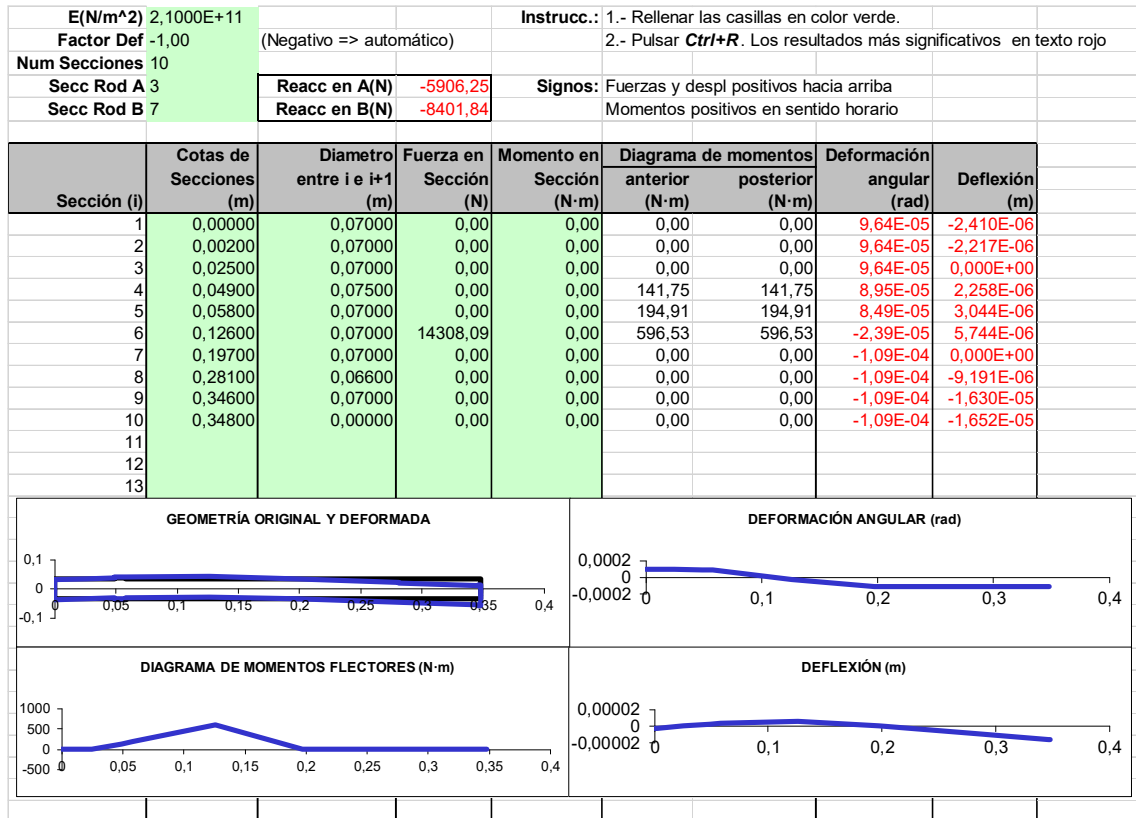 E(N/m^2) 2,1000E+11 Instrucc.: 1.- Rellenar las casillas en color verde.
Factor Def -1,00 (Negativo => automático) 2.- Pulsar Ctrl+R. Los resultados más significativos en texto rojo
Num Secciones 10
Secc Rod A 3 Reacc en A(N) -5906,25 Signos: Fuerzas y despl positivos hacia arriba
Secc Rod B 7 Reacc en B(N) -8401,84 Momentos positivos en sentido horario
Cotas de Diametro Fuerza en Momento en Diagrama de momentos Deformación
Secciones entre i e i+1 Sección Sección anterior posterior angular Deflexión
Sección (i) (m) (m) (N) (N·m) (N·m) (N·m) (rad) (m)
1 0,00000 0,07000 0,00 0,00 0,00 0,00 9,64E-05 -2,410E-06
2 0,00200 0,07000 0,00 0,00 0,00 0,00 9,64E-05 -2,217E-06
3 0,02500 0,07000 0,00 0,00 0,00 0,00 9,64E-05 0,000E+00
4 0,04900 0,07500 0,00 0,00 141,75 141,75 8,95E-05 2,258E-06
5 0,05800 0,07000 0,00 0,00 194,91 194,91 8,49E-05 3,044E-06
6 0,12600 0,07000 14308,09 0,00 596,53 596,53 -2,39E-05 5,744E-06
7 0,19700 0,07000 0,00 0,00 0,00 0,00 -1,09E-04 0,000E+00
8 0,28100 0,06600 0,00 0,00 0,00 0,00 -1,09E-04 -9,191E-06
9 0,34600 0,07000 0,00 0,00 0,00 0,00 -1,09E-04 -1,630E-05
10 0,34800 0,00000 0,00 0,00 0,00 0,00 -1,09E-04 -1,652E-05
11
12
13
GEOMETRÍA ORIGINAL Y DEFORMADA
0,1
0
-0,1
0 0,05 0,1 0,15 0,2 0,25 0,3 0,35 0,4
DEFORMACIÓN ANGULAR (rad)
0,0002
0
-0,0002
0 0,1 0,2 0,3 0,4
DIAGRAMA DE MOMENTOS FLECTORES (N·m)
1000
500
0
-500
0 0,05 0,1 0,15 0,2 0,25 0,3 0,35 0,4
DEFLEXIÓN (m)
0,00002
0
-0,00002
0 0,1 0,2 0,3 0,4